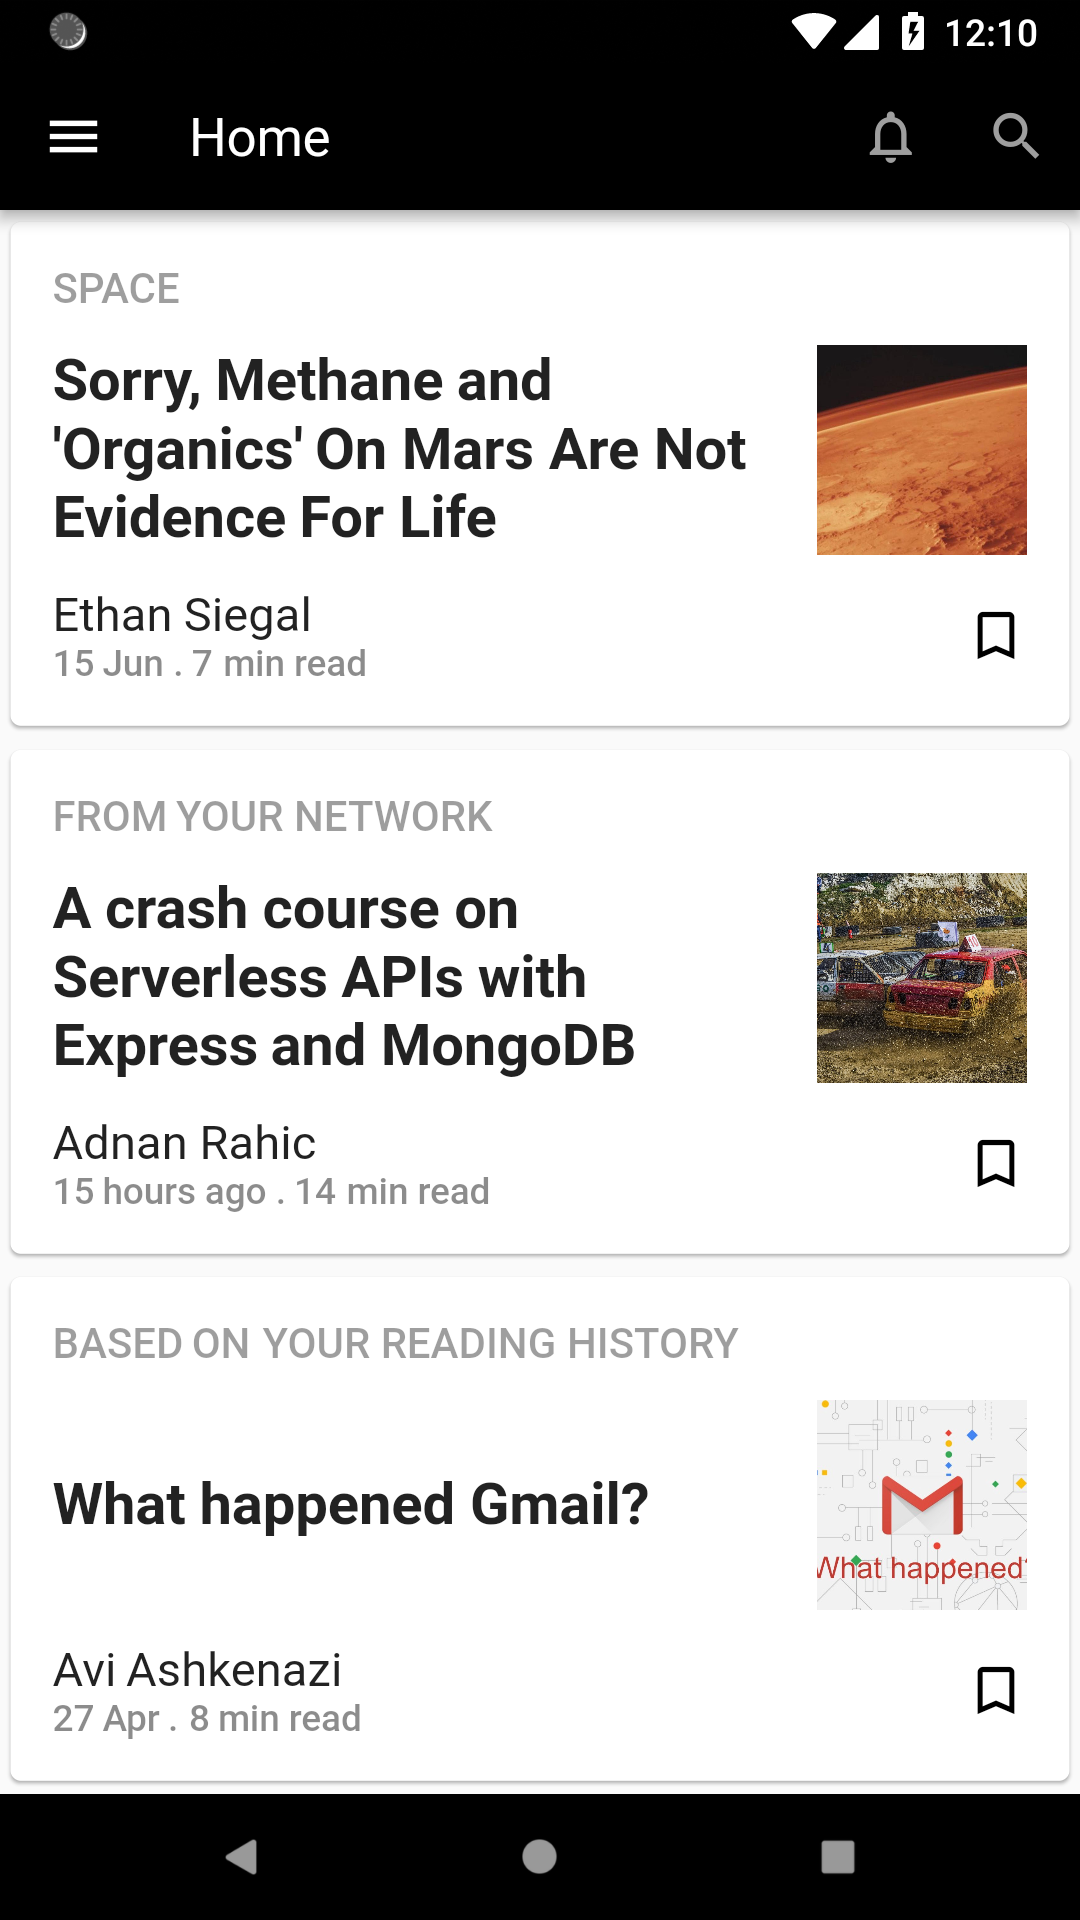 12:10
Home
SPACE
Sorry, Methane and
'Organics' On Mars Are Not
Evidence For Life
Ethan Siegal
15 Jun . 7 min read
FROM YOUR NETWORK
A crash course on
Serverless APIs with
Express and MongoDB
Adnan Rahic
15 hours ago . 14 min read
BASED ON YOUR READING HISTORY
What happened Gmail?
What happened?
Avi Ashkenazi
27 Apr . 8 min read